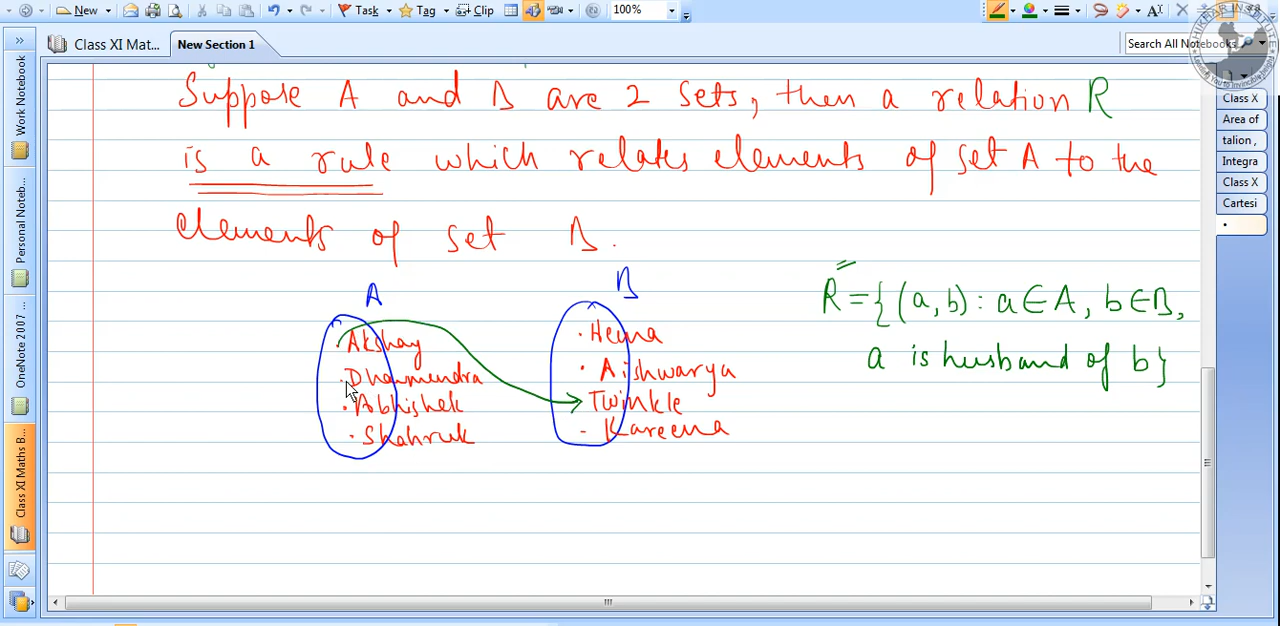 New Task Tag Clip 100%
Class XI Mat... New Section 1 Search All Notebooks
Work Notebook
Personal Noteb...
OneNote 2007
Class XI Maths B...
Class X
Area of
talion ,
Integra
Class X
Cartesi
Suppose A and B are 2 sets, then a relation R
is a rule which relates elements of set A to the
elements of set B.
A B
R = { (a, b) : a ∈ A, b ∈ B,
a is husband of b }
Akshay Hema
Dharmendra Aishwarya
Abhishek Twinkle
Shahruk Kareena